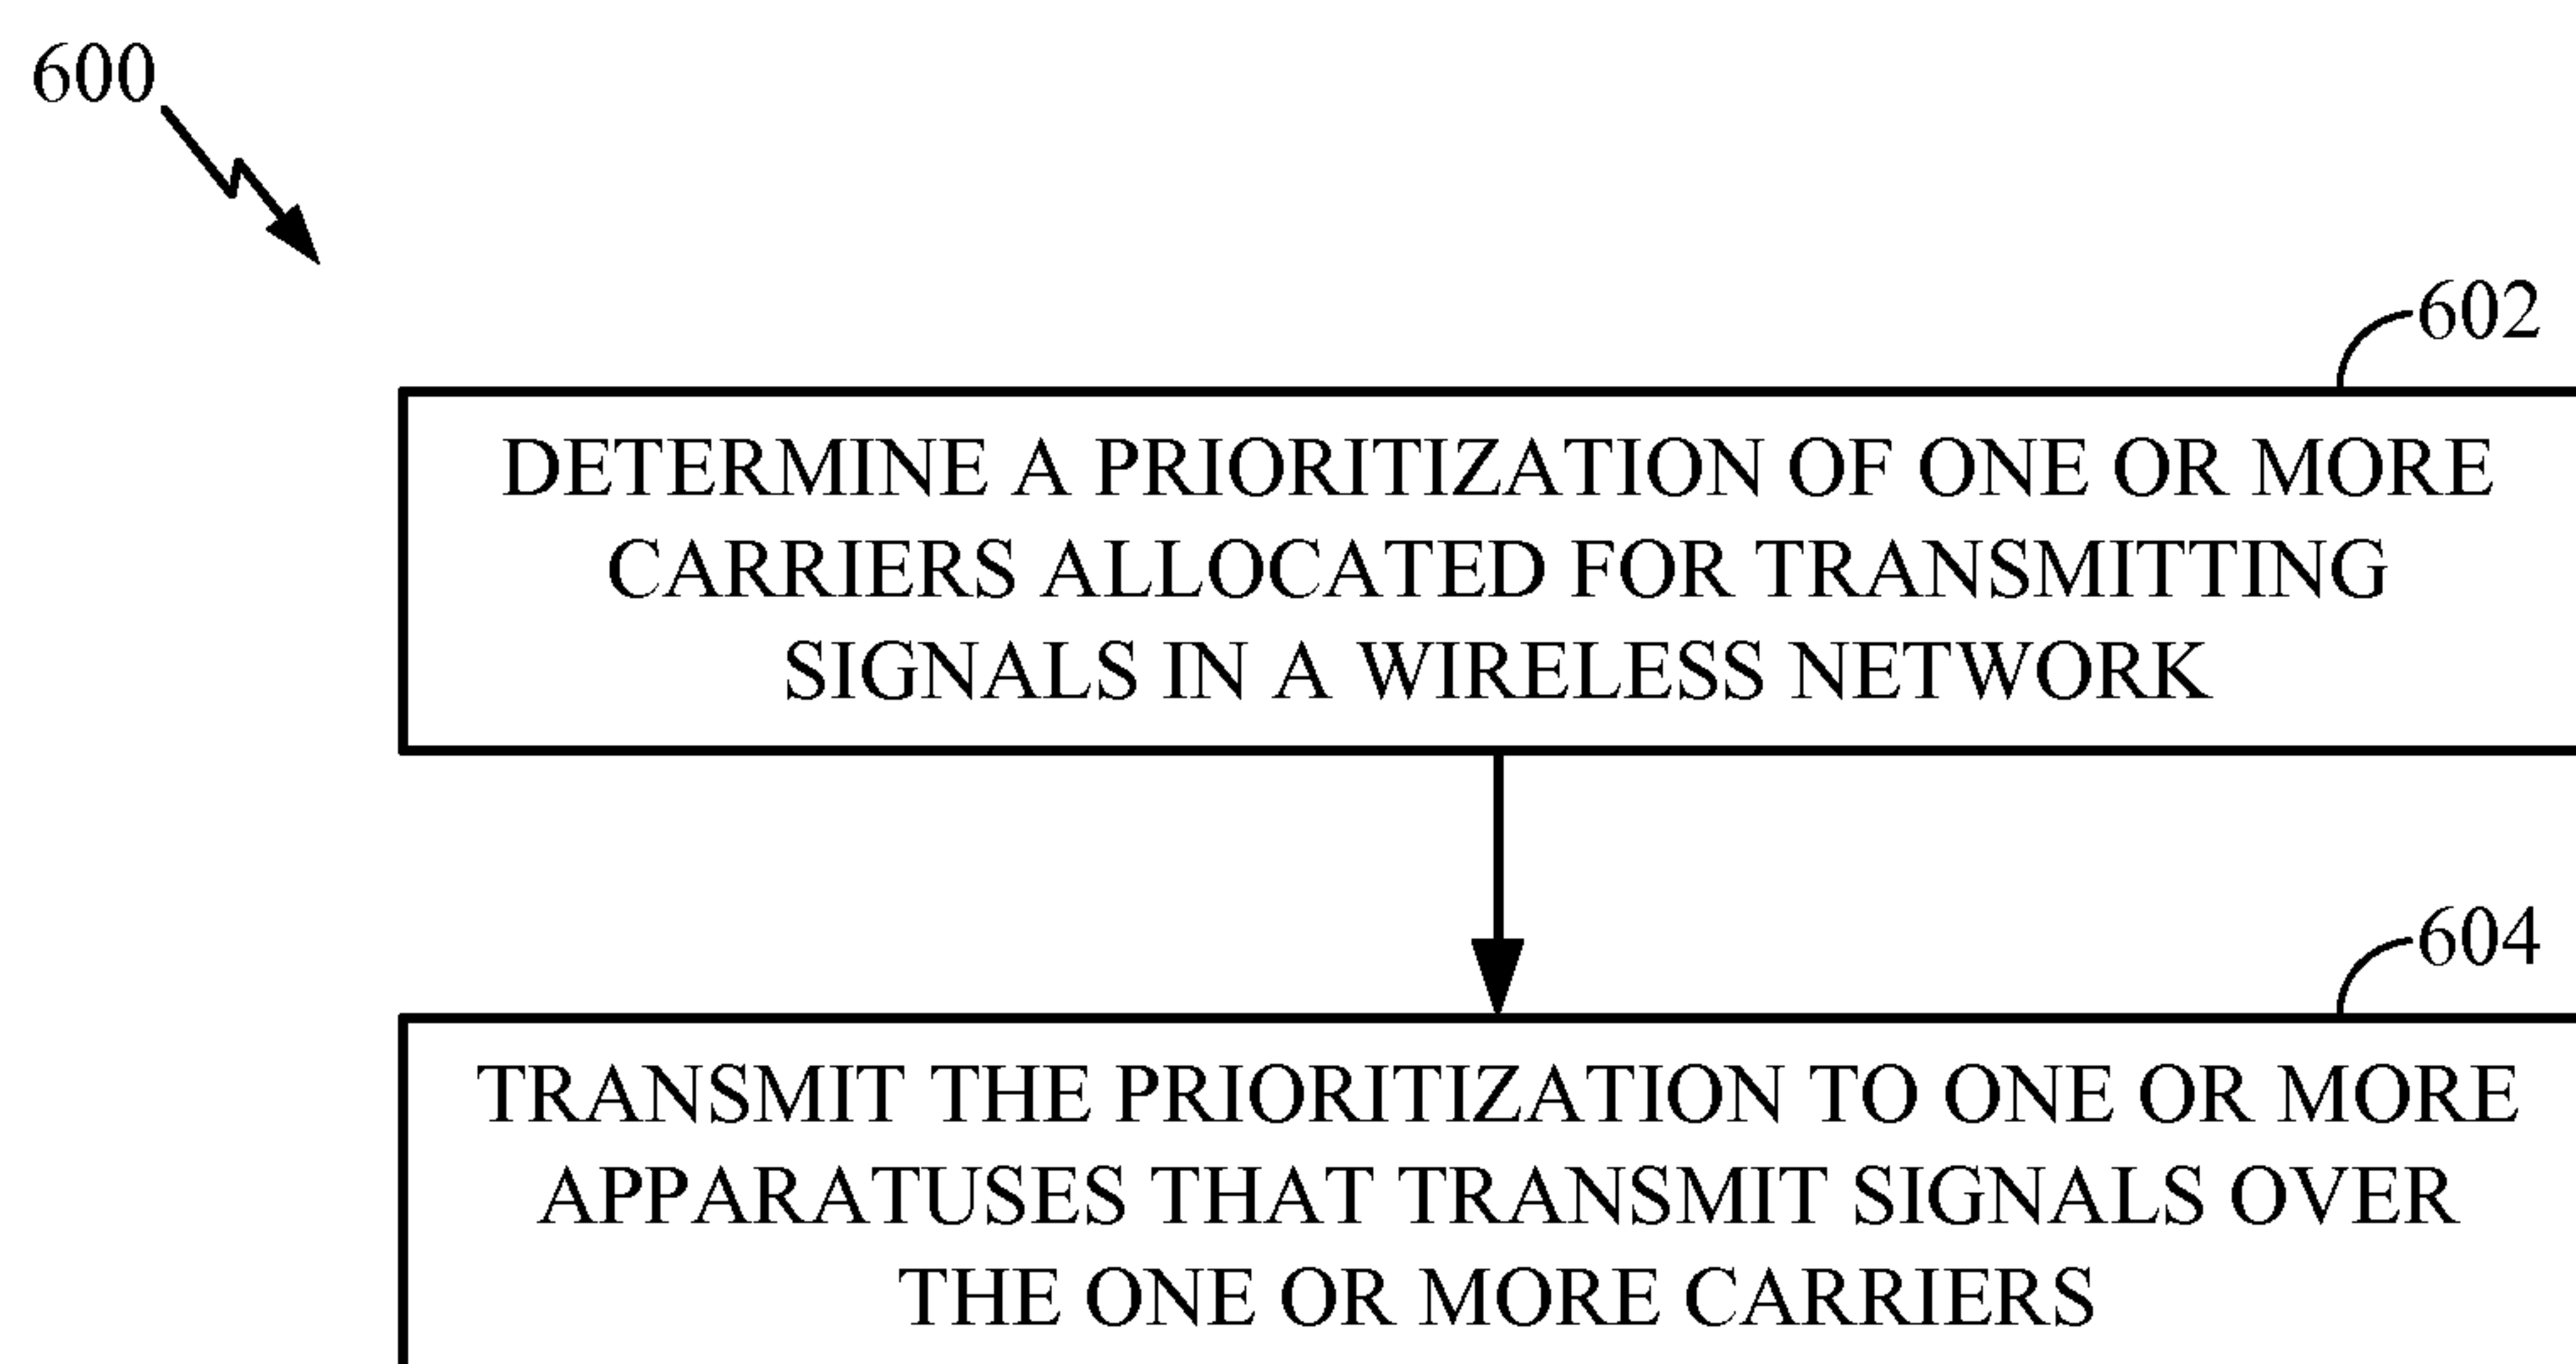 600
602
DETERMINE A PRIORITIZATION OF ONE OR MORE
CARRIERS ALLOCATED FOR TRANSMITTING
SIGNALS IN A WIRELESS NETWORK
604
TRANSMIT THE PRIORITIZATION TO ONE OR MORE
APPARATUSES THAT TRANSMIT SIGNALS OVER
THE ONE OR MORE CARRIERS